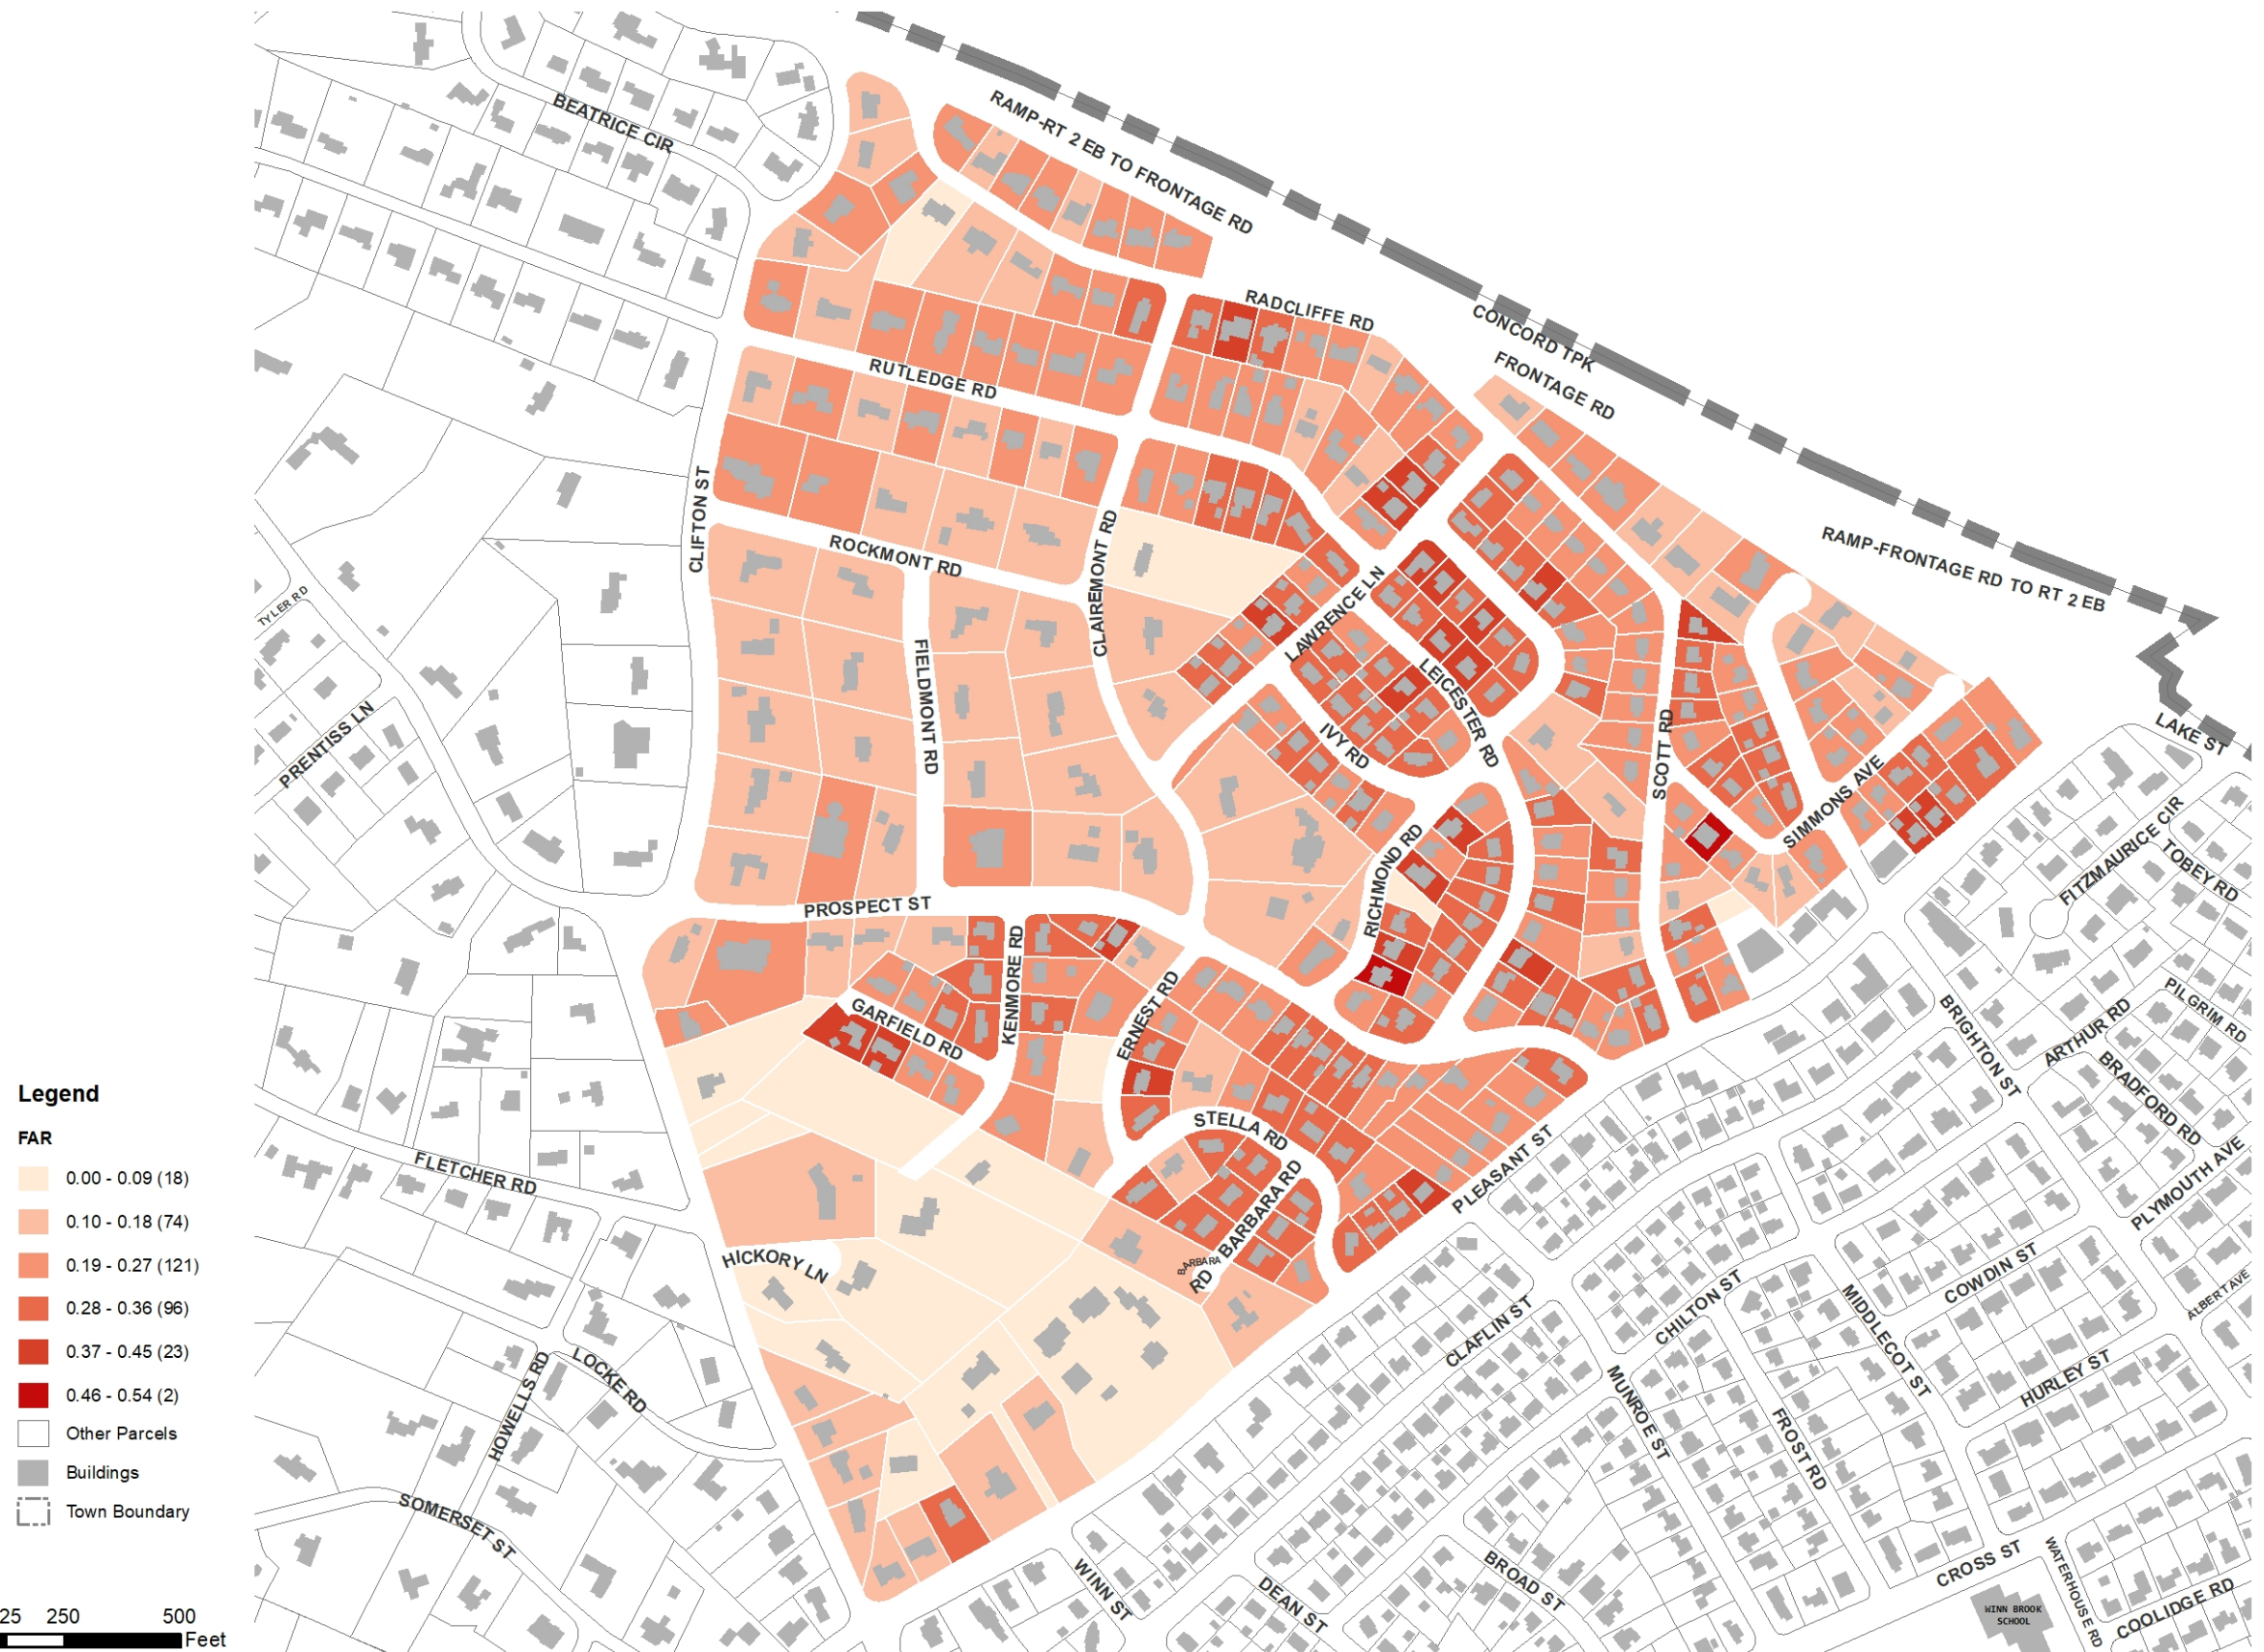 BEATRICE CIR
RAMP-RT 2 EB TO FRONTAGE RD
RADCLIFFE RD
CONCORD TPK
FRONTAGE RD
RUTLEDGE RD
CLIFTON ST
ROCKMONT RD
CLAIREMONT RD
RAMP-FRONTAGE RD TO RT 2 EB
TYLER RD
LAWRENCE LN
FIELDMONT RD
LEICESTER RD
PRENTISS LN
IVY RD
SCOTT RD
LAKE ST
SIMMONS AVE
FITZMAURICE CIR
TOBEY RD
RICHMOND RD
PROSPECT ST
KENMORE RD
GARFIELD RD
ERNEST RD
BRIGHTON ST
ARTHUR RD
PILGRIM RD
BRADFORD RD
PLYMOUTH AVE
STELLA RD
PLEASANT ST
BARBARA RD
BARBARA
RD
FLETCHER RD
HICKORY LN
ALBERT AVE
COWDIN ST
CHILTON ST
MIDDLECOT ST
CLAFLIN ST
HURLEY ST
LOCKE RD
HOWELLS RD
MUNROE ST
FROST RD
SOMERSET ST
WINN ST
DEAN ST
BROAD ST
CROSS ST
WATERHOUSE RD
COOLIDGE RD
WINN BROOK
SCHOOL
Legend
FAR
0.00 - 0.09 (18)
0.10 - 0.18 (74)
0.19 - 0.27 (121)
0.28 - 0.36 (96)
0.37 - 0.45 (23)
0.46 - 0.54 (2)
Other Parcels
Buildings
Town Boundary
25 250 500
Feet